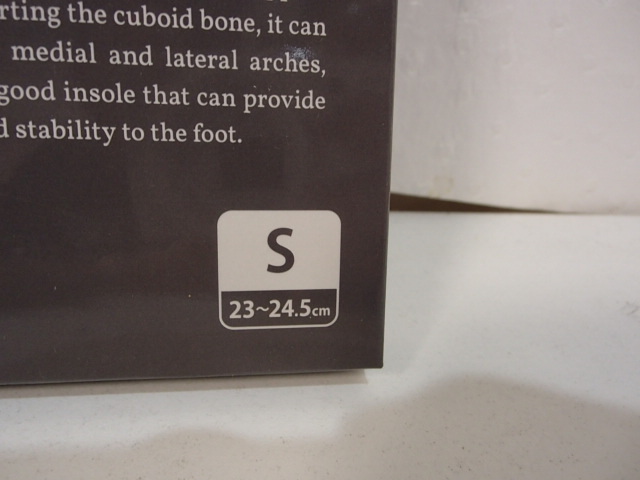 rting the cuboid bone, it can
medial and lateral arches,
good insole that can provide
d stability to the foot.
S
23~24.5cm